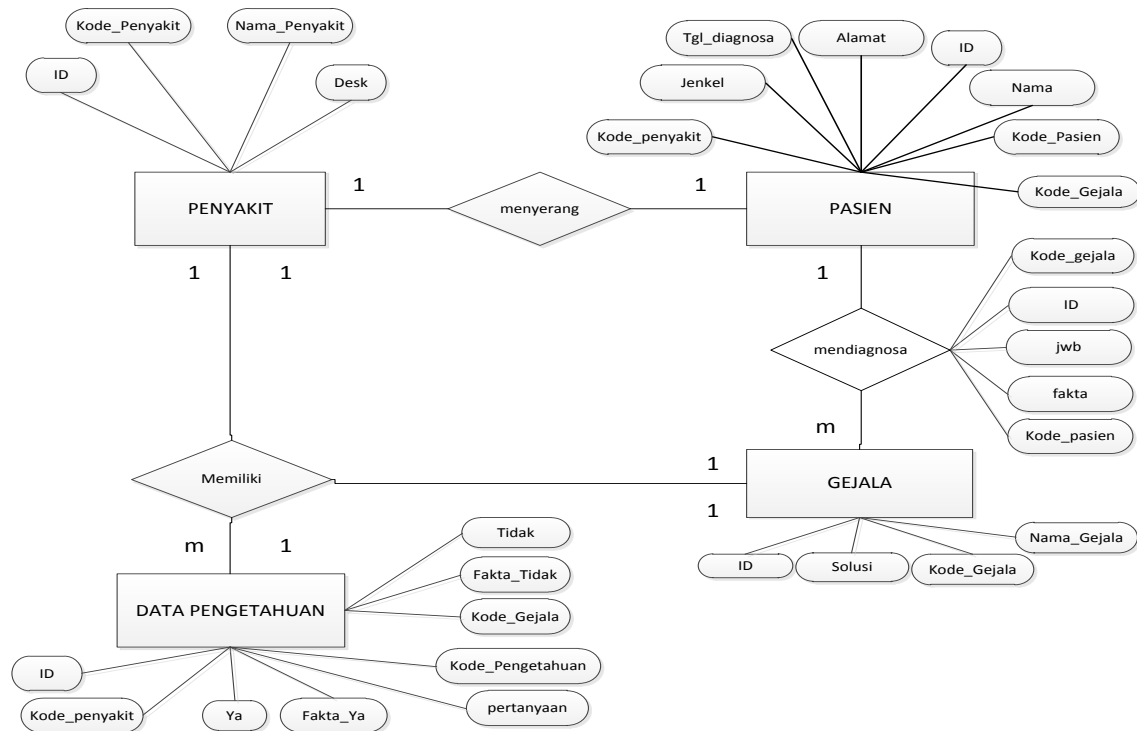 Kode_Penyakit
Nama_Penyakit
ID
Desk
Tgl_diagnosa
Alamat
ID
Jenkel
Nama
Kode_penyakit
Kode_Pasien
Kode_Gejala
PENYAKIT
1
menyerang
1
PASIEN
1
1
1
Kode_gejala
ID
mendiagnosa
jwb
fakta
Kode_pasien
m
Memiliki
1
GEJALA
1
Nama_Gejala
ID
Solusi
Kode_Gejala
m
1
Tidak
Fakta_Tidak
DATA PENGETAHUAN
Kode_Gejala
ID
Kode_Pengetahuan
Kode_penyakit
Ya
Fakta_Ya
pertanyaan